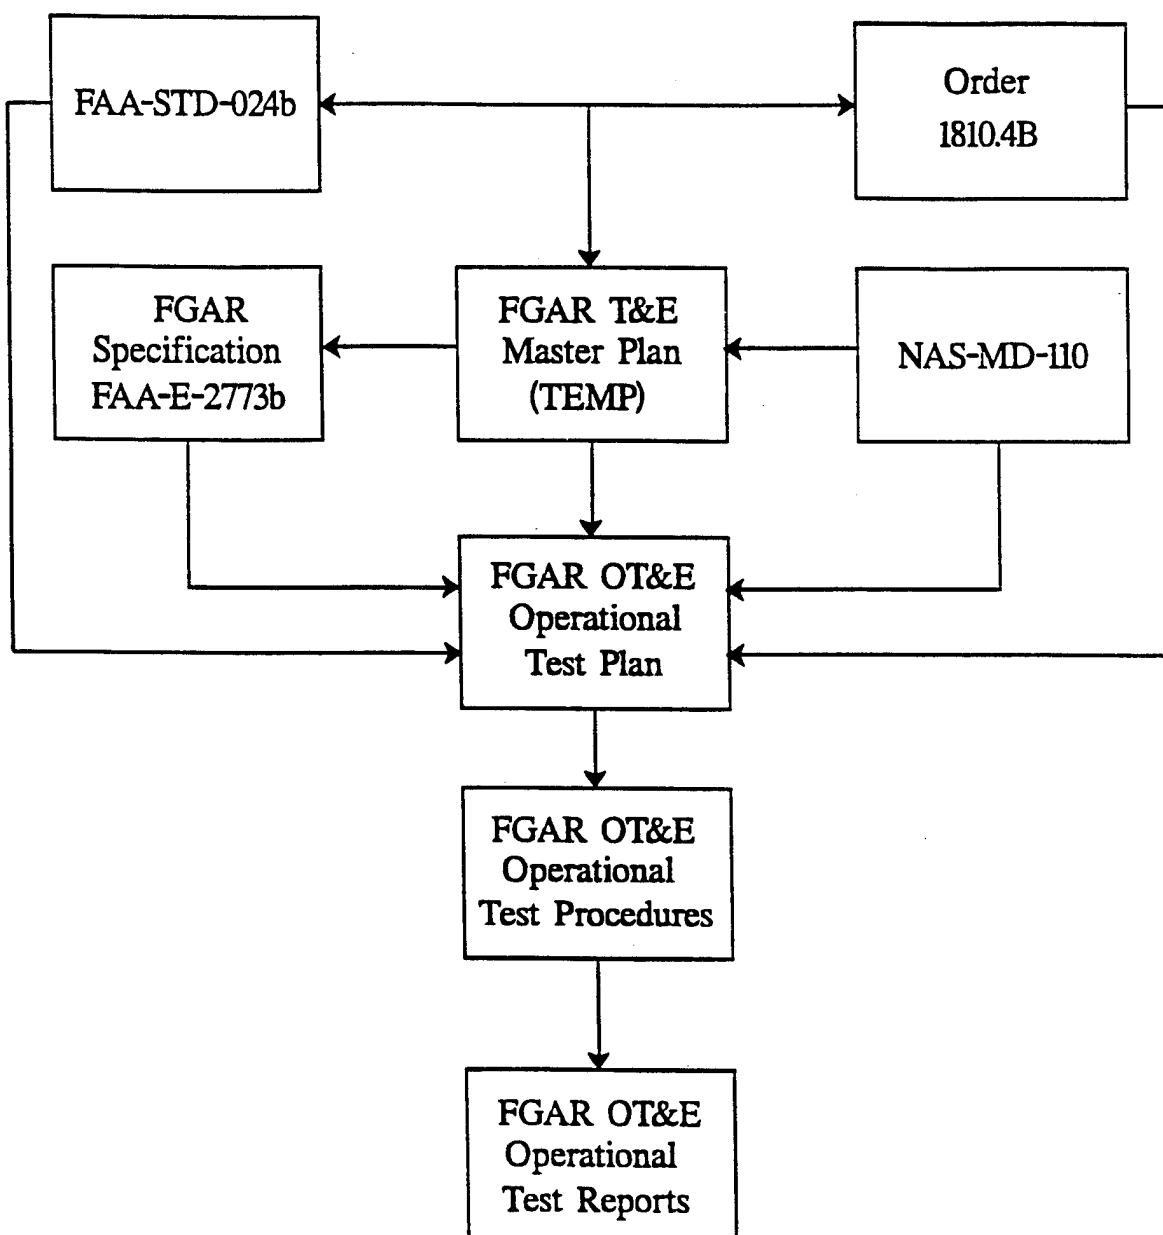 FAA-STD-024b
Order
1810.4B
FGAR
Specification
FAA-E-2773b
FGAR T&E
Master Plan
(TEMP)
NAS-MD-110
FGAR OT&E
Operational
Test Plan
FGAR OT&E
Operational
Test Procedures
FGAR OT&E
Operational
Test Reports